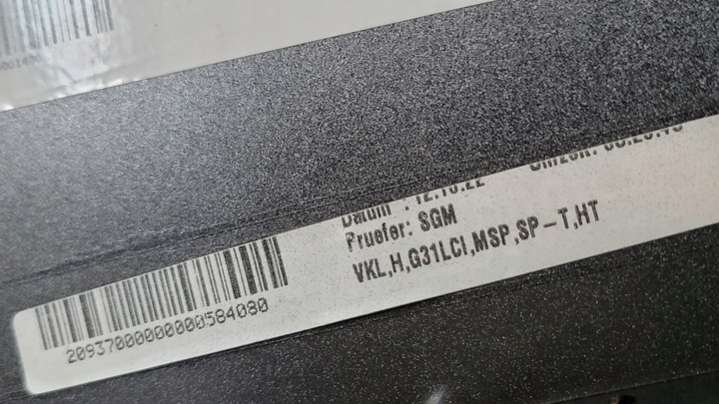 Datum : 12.10.22
Pruefer: SGM
VKL,H,G31LCI,MSP,SP-T,HT
20937000000000584080